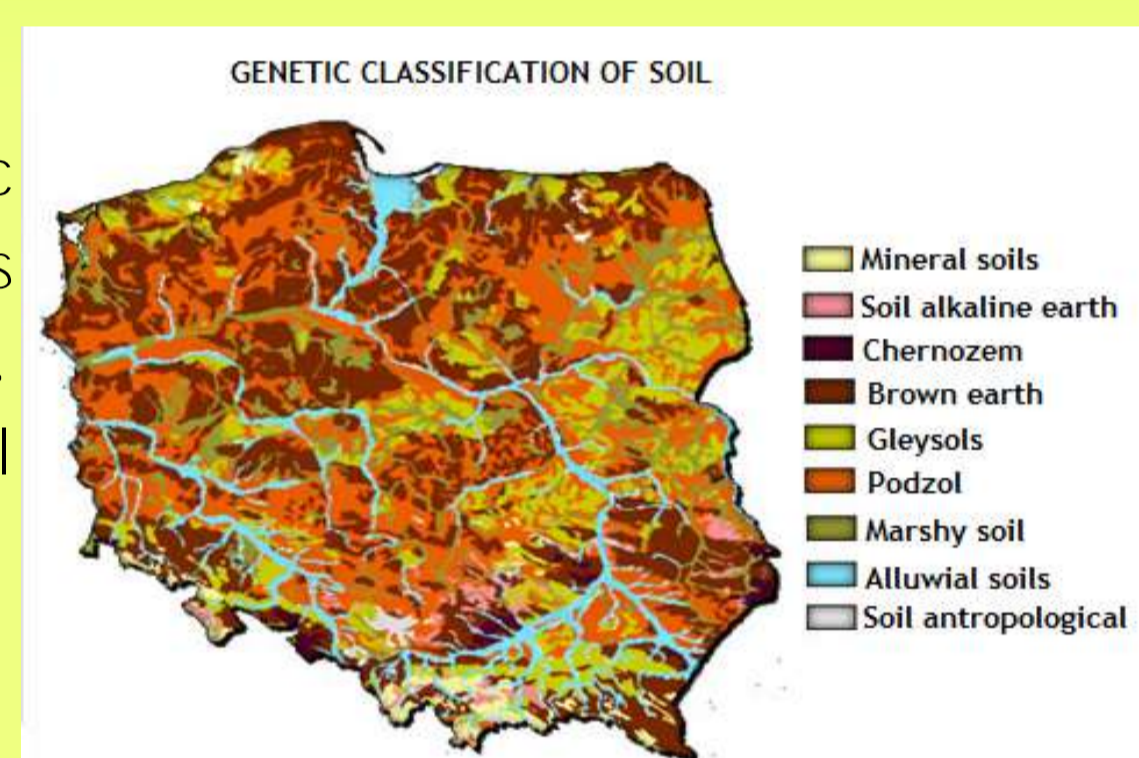 GENETIC CLASSIFICATION OF SOIL
C
S
.
l
Mineral soils
Soil alkaline earth
Chernozem
Brown earth
Gleysols
Podzol
Marshy soil
Alluwial soils
Soil antropological